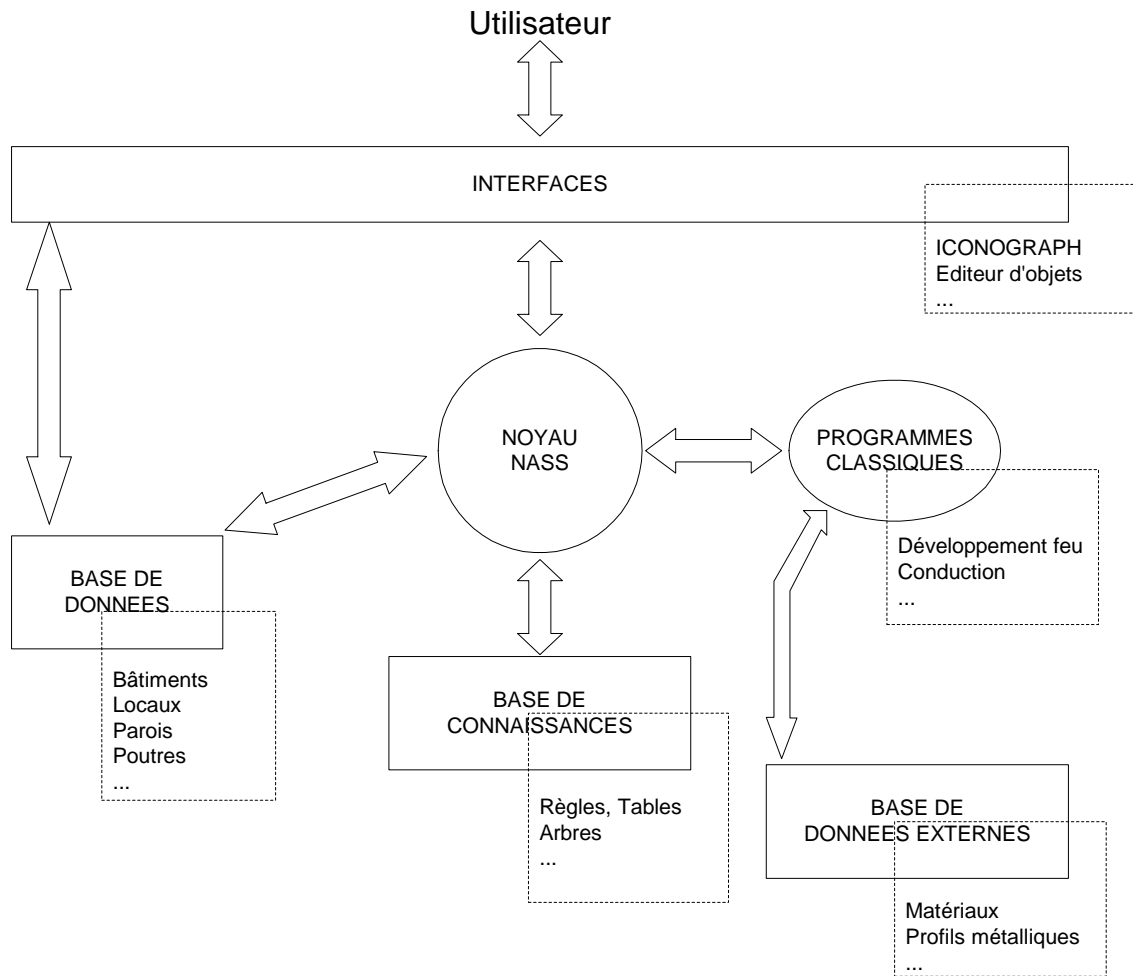 Utilisateur
INTERFACES
ICONOGRAPH
Editeur d'objets
...
NOYAU
NASS
PROGRAMMES
CLASSIQUES
Développement feu
Conduction
...
BASE DE
DONNEES
Bâtiments
Locaux
Parois
Poutres
...
BASE DE
CONNAISSANCES
Règles, Tables
Arbres
...
BASE DE
DONNEES EXTERNES
Matériaux
Profils métalliques
...